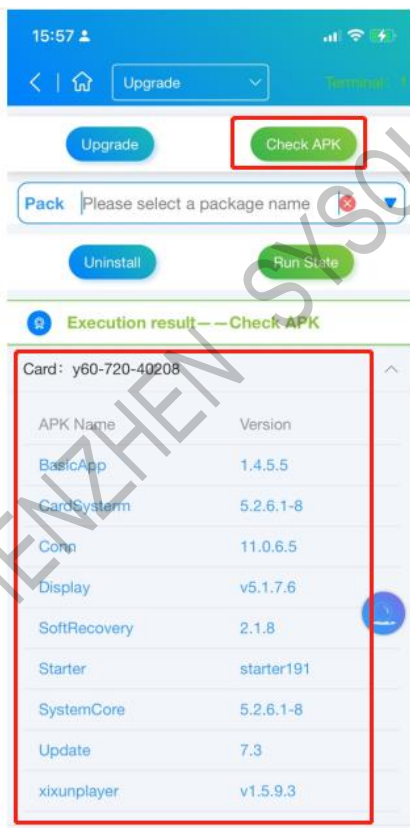 15:57
Upgrade
Terminal: 1
Upgrade Check APK
Pack Please select a package name
Uninstall Run State
Execution result——Check APK
Card: y60-720-40208
APK Name Version
BasicApp 1.4.5.5
CardSysterm 5.2.6.1-8
Conn 11.0.6.5
Display v5.1.7.6
SoftRecovery 2.1.8
Starter starter191
SystemCore 5.2.6.1-8
Update 7.3
xixunplayer v1.5.9.3